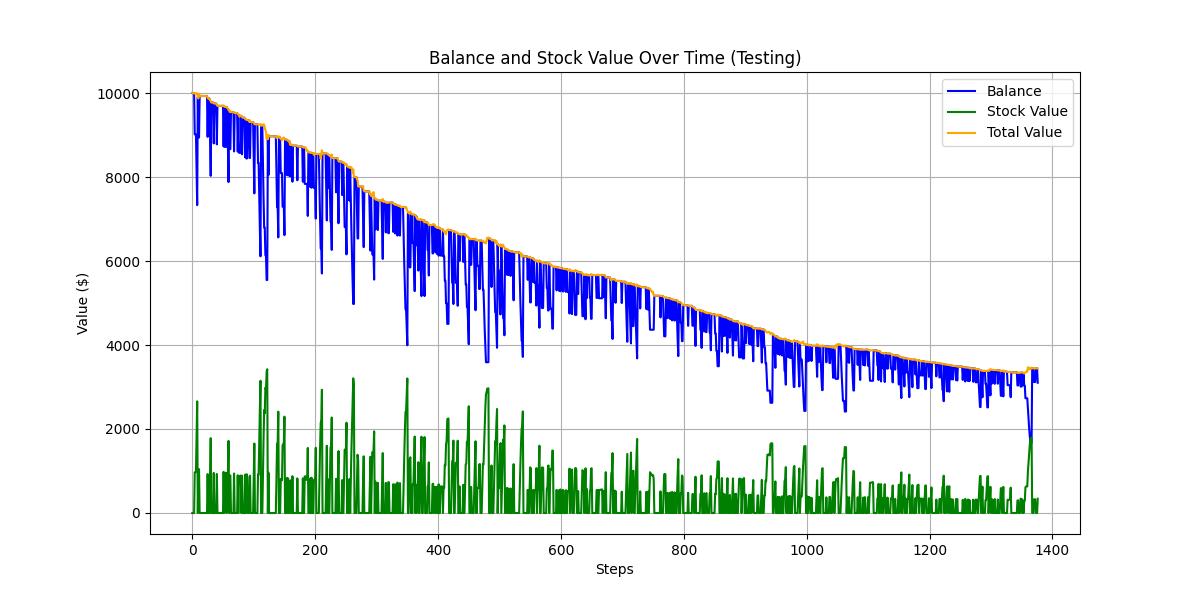 Balance and Stock Value Over Time (Testing)
Balance
Stock Value
Total Value
Value ($)
10000
8000
6000
4000
2000
0
0 200 400 600 800 1000 1200 1400
Steps